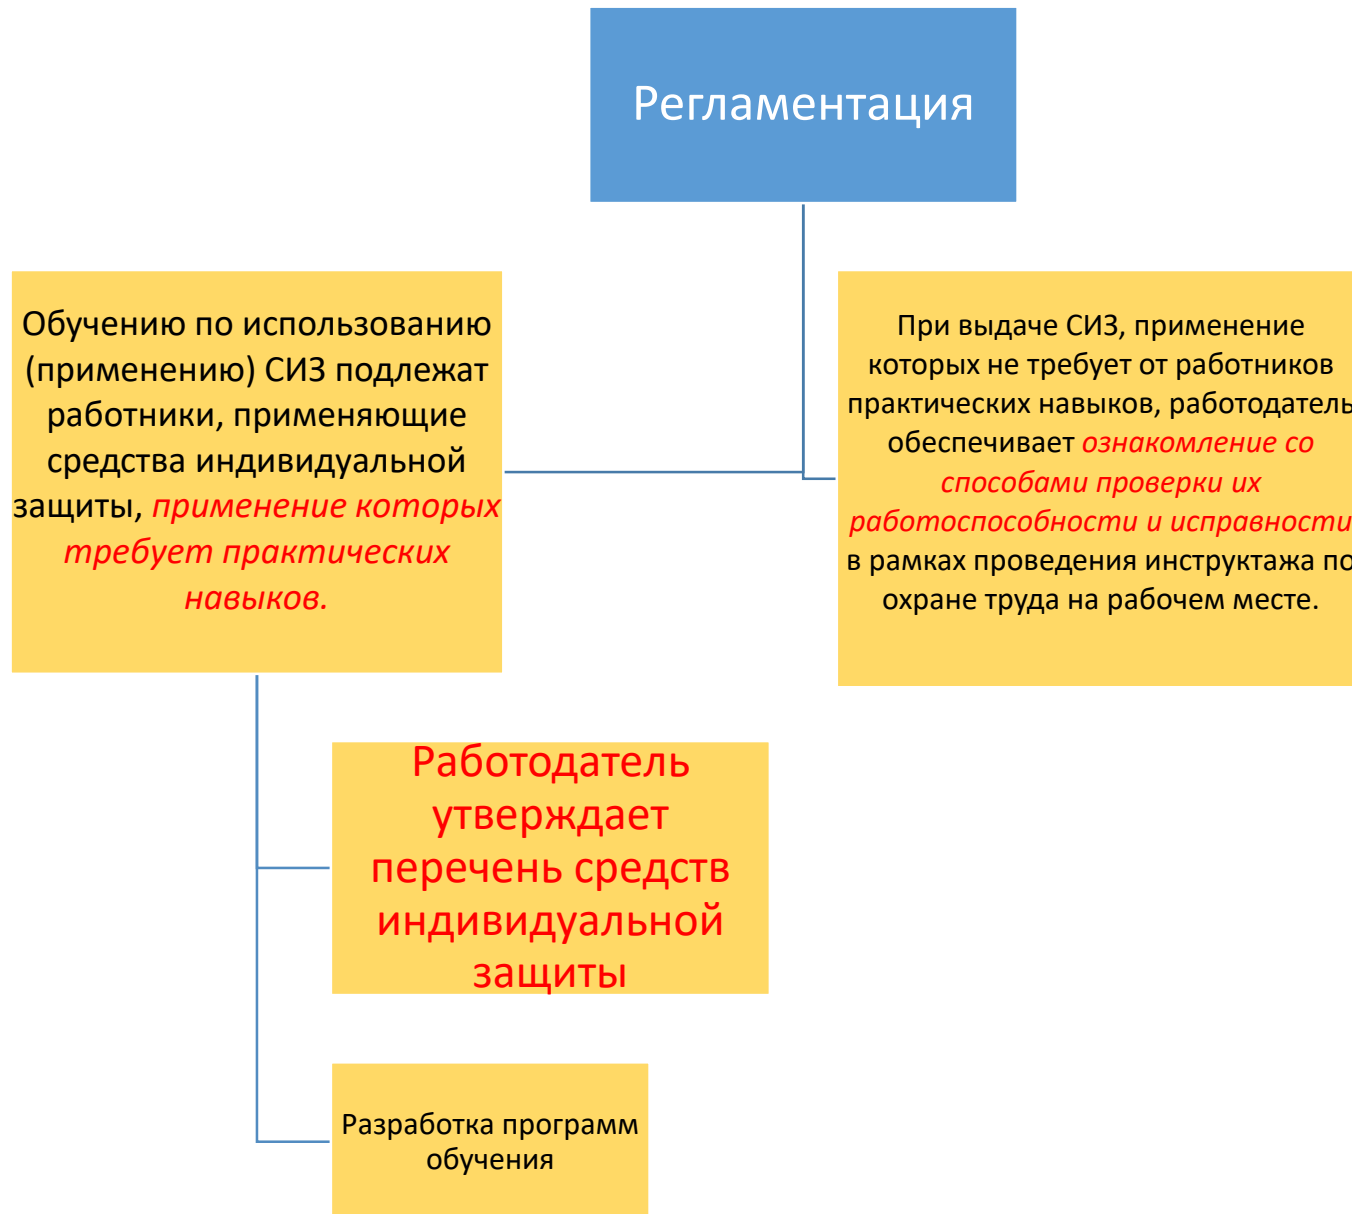 Регламентация
Обучению по использованию
(применению) СИЗ подлежат
работники, применяющие
средства индивидуальной
защиты, применение которых
требует практических
навыков.
При выдаче СИЗ, применение
которых не требует от работников
практических навыков, работодатель
обеспечивает ознакомление со
способами проверки их
работоспособности и исправности
в рамках проведения инструктажа по
охране труда на рабочем месте.
Работодатель
утверждает
перечень средств
индивидуальной
защиты
Разработка программ
обучения